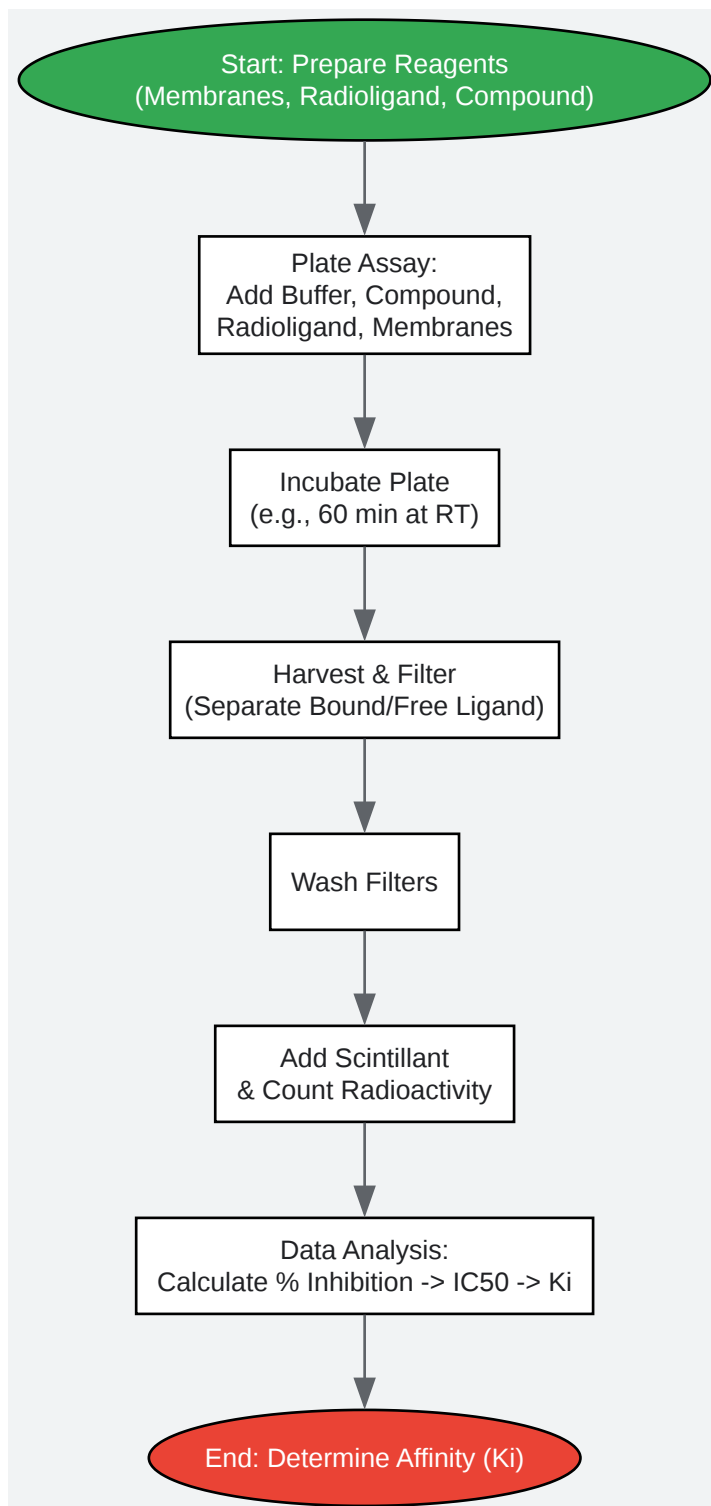 Start: Prepare Reagents
(Membranes, Radioligand, Compound)
Plate Assay:
Add Buffer, Compound,
Radioligand, Membranes
Incubate Plate
(e.g., 60 min at RT)
Harvest & Filter
(Separate Bound/Free Ligand)
Wash Filters
Add Scintillant
& Count Radioactivity
Data Analysis:
Calculate % Inhibition -> IC50 -> Ki
End: Determine Affinity (Ki)